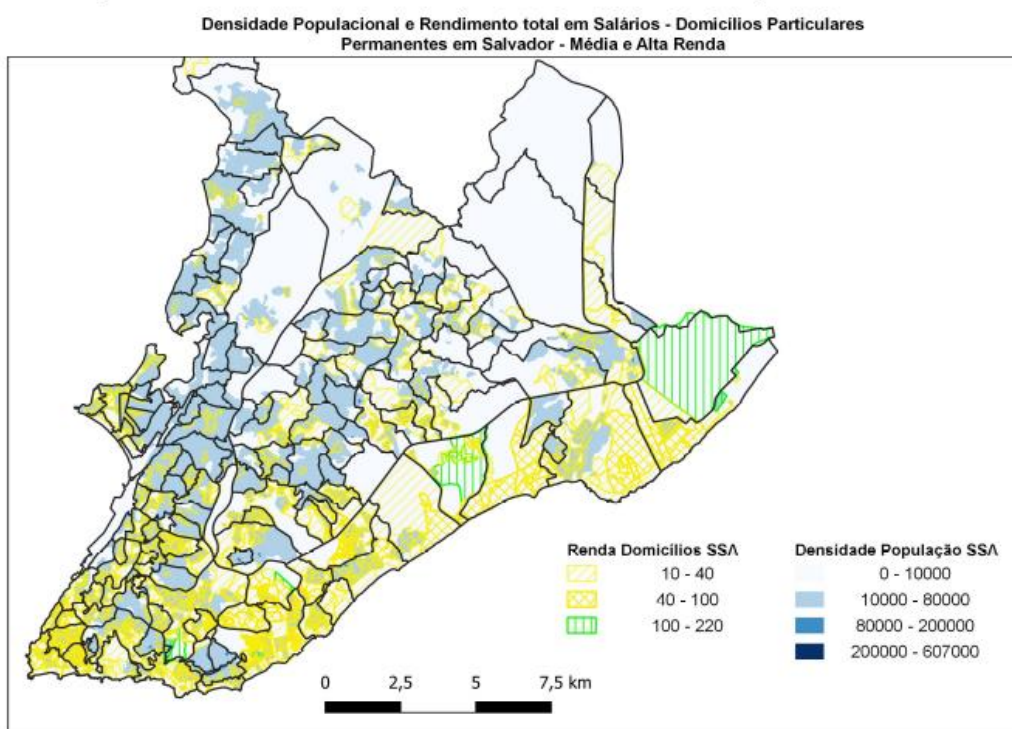 Densidade Populacional e Rendimento total em Salários - Domicílios Particulares
Permanentes em Salvador - Média e Alta Renda
Renda Domicílios SSA
10 - 40
40 - 100
100 - 220
Densidade População SSA
0 - 10000
10000 - 80000
80000 - 200000
200000 - 607000
0 2,5 5 7,5 km